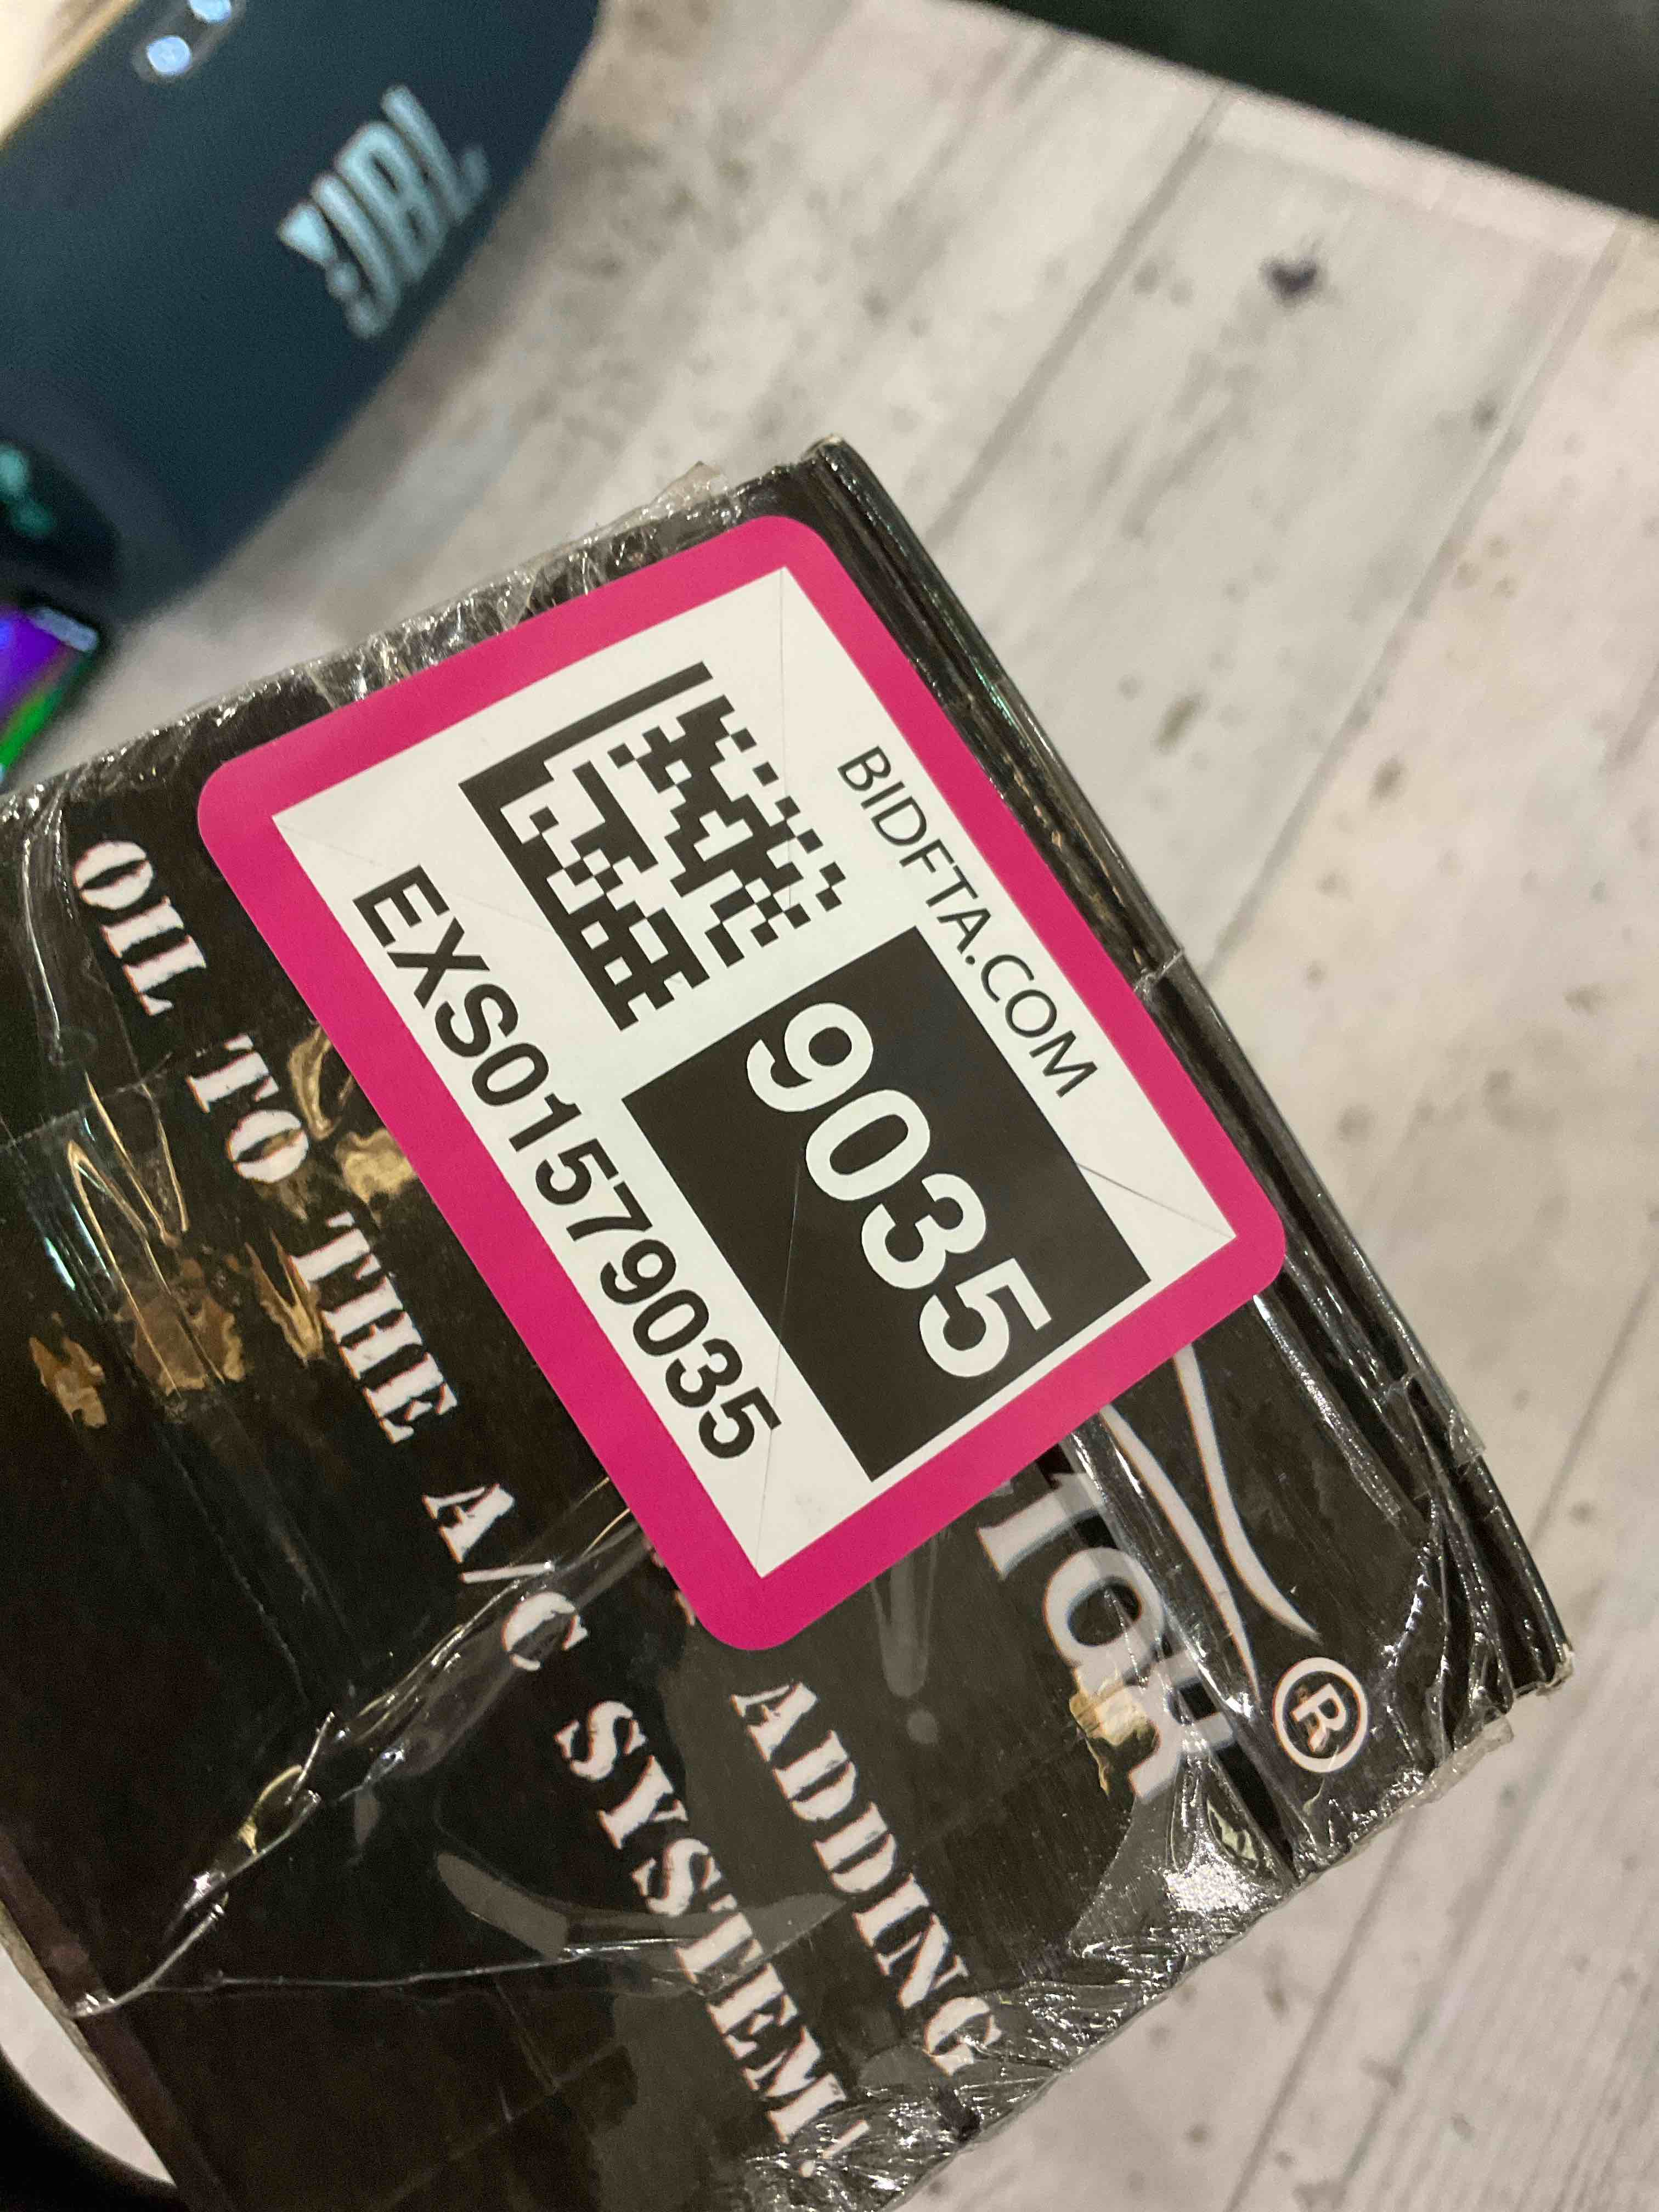 JBL
BIDFTA.COM
9035
EXS01579035
®
ADDING
OIL TO THE A/C SYSTEM!